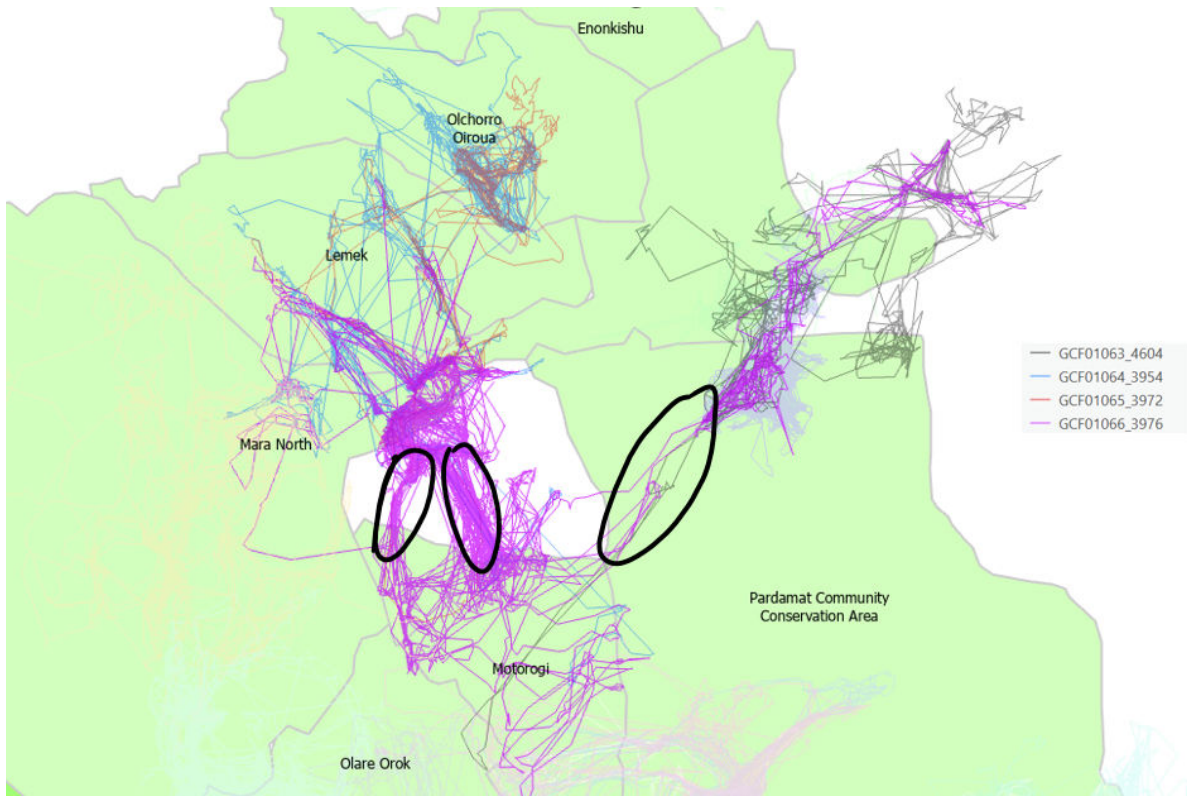 Enonkishu
Olchorro
Oiroua
Lemek
GCF01063_4604
GCF01064_3954
GCF01065_3972
GCF01066_3976
Mara North
Pardamat Community
Conservation Area
Motorogi
Olare Orok